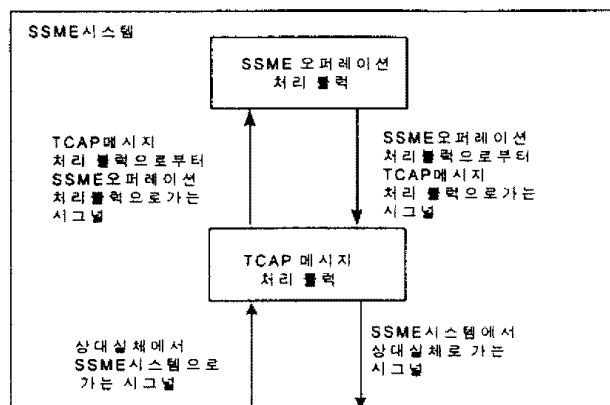 SSME시스템
SSME 오퍼레이션
처리 블럭
TCAP메시지
처리 블럭으로부터
SSME오퍼레이션
처리블럭으로가는
시그널
SSME오퍼레이션
처리블럭으로부터
TCAP메시지
처리 블럭으로가는
시그널
TCAP 메시지
처리 블럭
상대실체에서
SSME시스템으로
가는 시그널
SSME시스템에서
상대실체로 가는
시그널